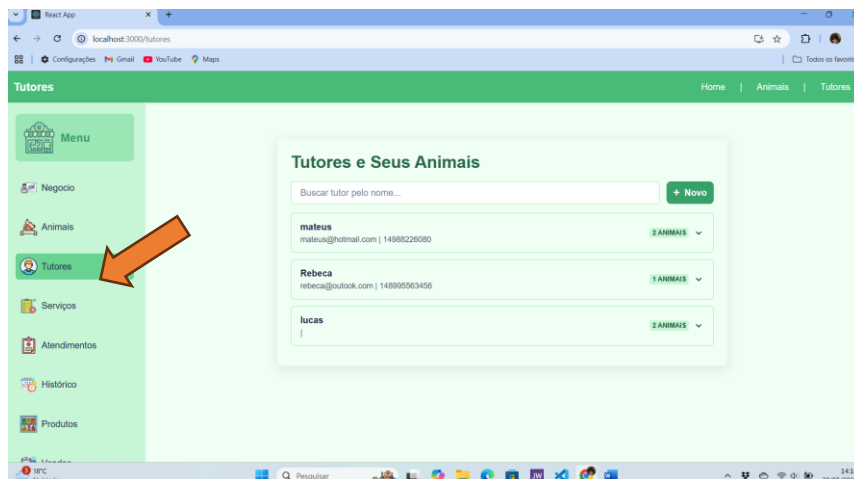 React App
localhost:3000/tutores
Configurações Gmail YouTube Maps Todos os favorit
Tutores Home | Animais | Tutores
Menu
Negocio
Animais
Tutores
Serviços
Atendimentos
Histórico
Produtos
Tutores e Seus Animais
Buscar tutor pelo nome...
+ Novo
mateus
mateus@hotmail.com | 14988226080
2 ANIMAIS
Rebeca
rebeca@outook.com | 148995563456
1 ANIMAIS
lucas
|
2 ANIMAIS
1 18°C
Pesquisar